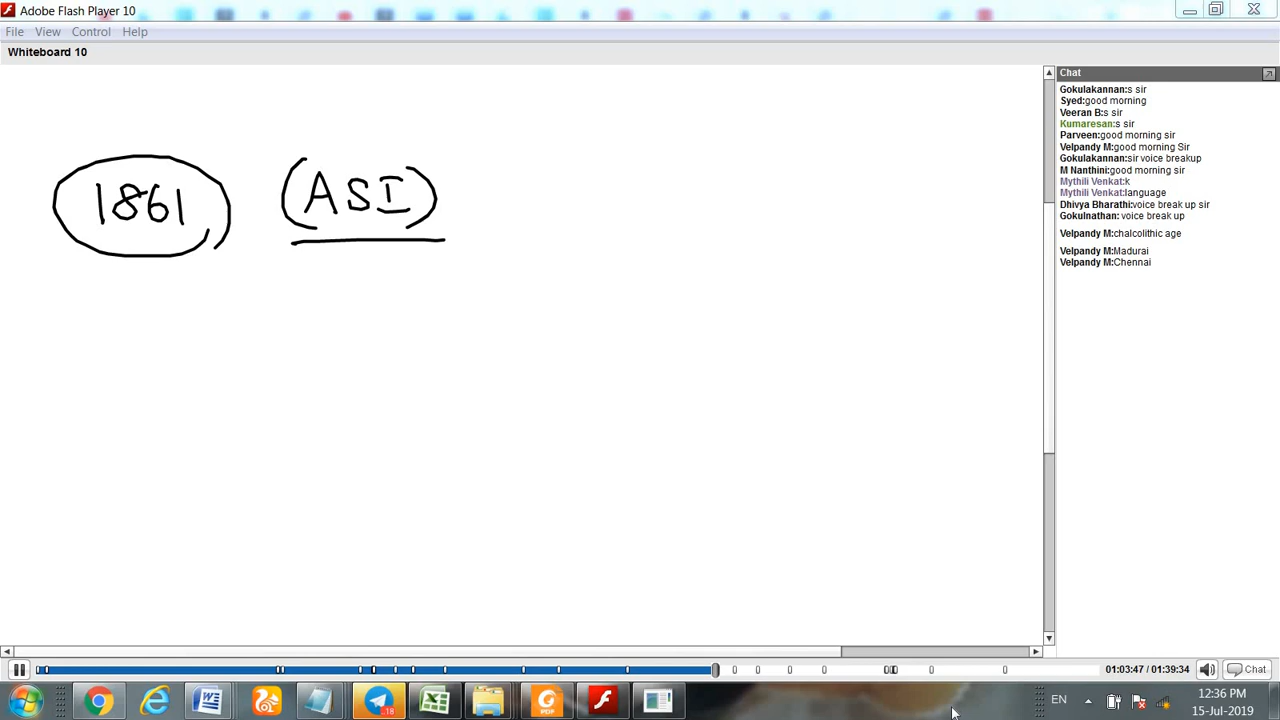 Adobe Flash Player 10
File View Control Help
Whiteboard 10
1861 (ASI)
Chat
Gokulakannan:s sir
Syed:good morning
Veeran B:s sir
Kumaresan:s sir
Parveen:good morning sir
Velpandy M:good morning Sir
Gokulakannan:sir voice breakup
M Nanthini:good morning sir
Mythili Venkat:k
Mythili Venkat:language
Dhivya Bharathi:voice break up sir
Gokulnathan: voice break up
Velpandy M:chalcolithic age
Velpandy M:Madurai
Velpandy M:Chennai
01:03:47 / 01:39:34 Chat
18
PDF
EN
12:36 PM
15-Jul-2019